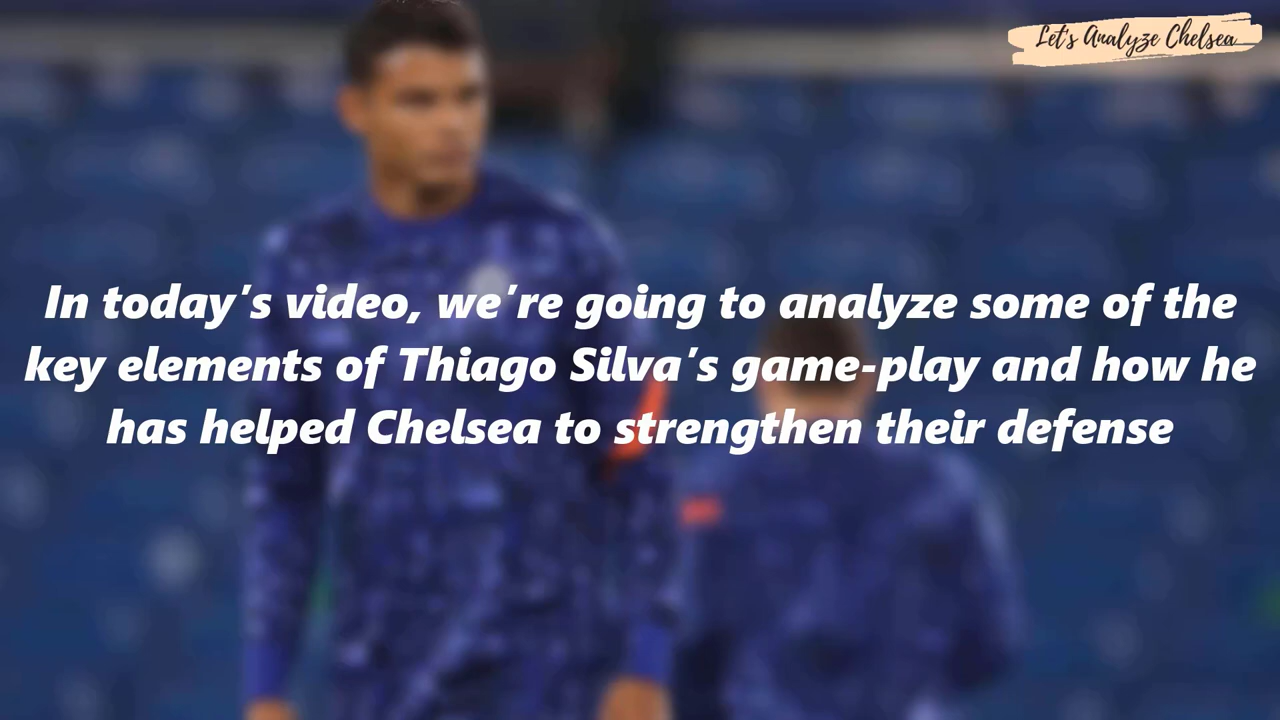 Let's Analyze Chelsea
In today's video, we're going to analyze some of the
key elements of Thiago Silva's game-play and how he
has helped Chelsea to strengthen their defense